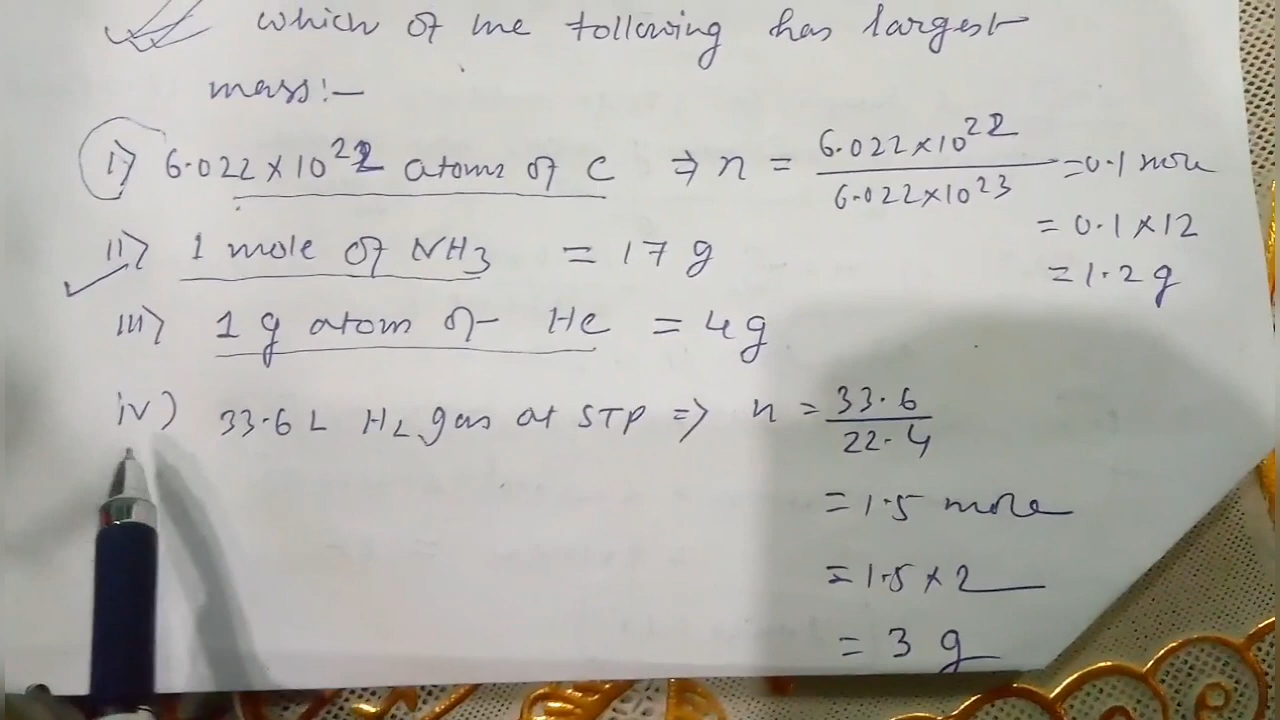 which of the following has largest
mass:-
i) 6.022×10²² atoms of C ⇒ n = 6.022×10²² / 6.022×10²³ = 0.1 mole
= 0.1×12
= 1.2 g
ii) 1 mole of NH3 = 17 g
iii) 1 g atom of He = 4g
iv) 33.6 L H2 gas at STP ⇒ n = 33.6 / 22.4
= 1.5 mole
= 1.5×2
= 3 g